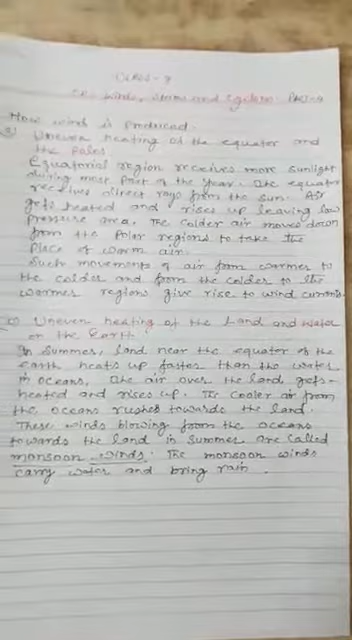 CLASS - 7
Ch. Winds, Storms and Cyclones. Part-2
How wind is produced.
Uneven heating of the equator and
the poles
Equatorial region receives more sunlight
during most part of the year. The equator
receives direct rays from the sun. Air
gets heated and rises up leaving low
pressure area. The colder air moves down
from the Polar regions to take the
place of warm air.
Such movements of air from warmer to
the colder and from the colder to the
warmer regions give rise to wind currents.
Uneven heating of the Land and Water
on the Earth
In Summer, land near the equator of the
earth heats up faster than the water
in oceans. The air over the land gets
heated and rises up. The cooler air from
the oceans rushed towards the land.
These winds blowing from the oceans
towards the land in Summer are called
monsoon winds. The monsoon winds
carry water and bring rain.